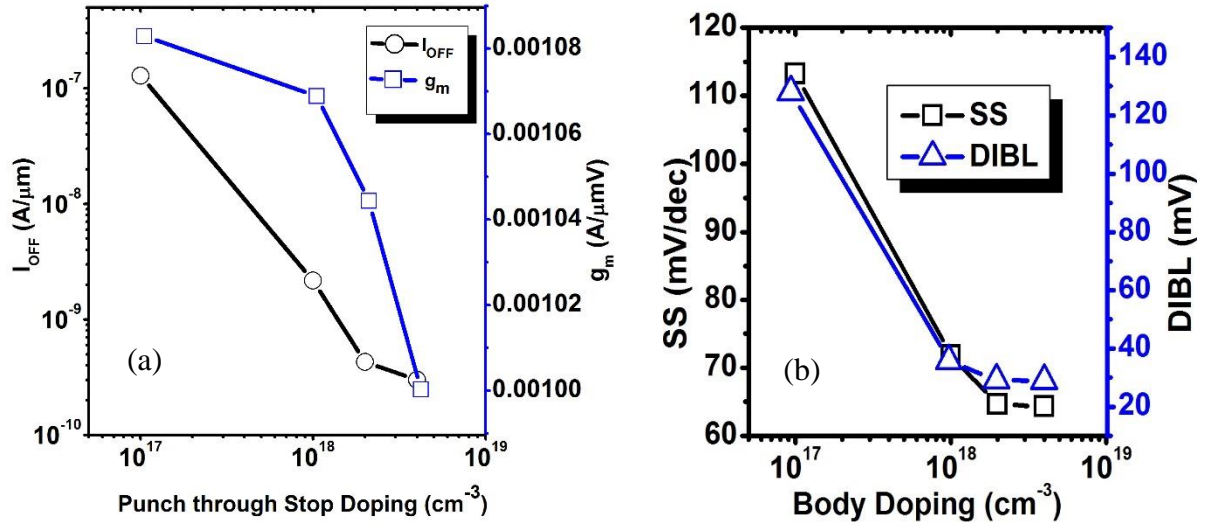 (a)
I_OFF
g_m
10^-7
10^-8
10^-9
10^-10
I_OFF (A/μm)
0.00108
0.00106
0.00104
0.00102
0.00100
g_m (A/μmV)
10^17
10^18
10^19
Punch through Stop Doping (cm^-3)
(b)
SS
DIBL
120
110
100
90
80
70
60
SS (mV/dec)
140
120
100
80
60
40
20
DIBL (mV)
10^17
10^18
10^19
Body Doping (cm^-3)